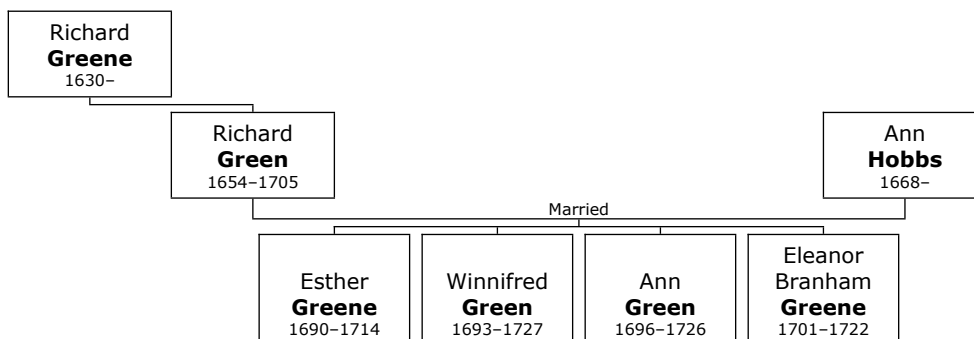 Richard
Greene
1630–
Richard
Green
1654–1705
Ann
Hobbs
1668–
Married
Esther
Greene
1690–1714
Winnifred
Green
1693–1727
Ann
Green
1696–1726
Eleanor
Branham
Greene
1701–1722